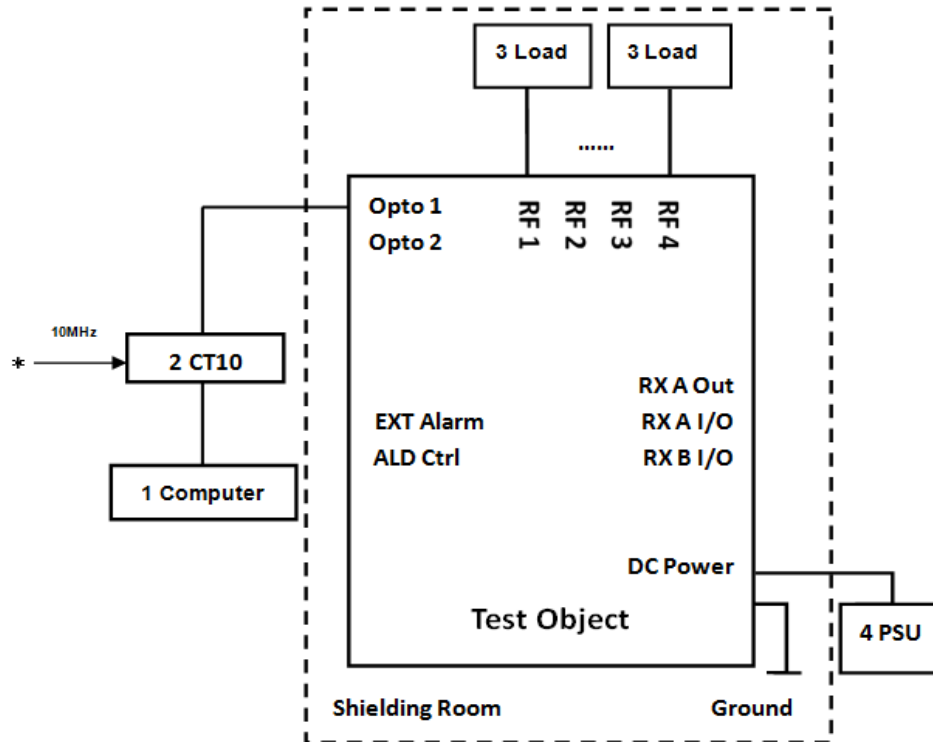 3 Load
3 Load
......
Opto 1
Opto 2
RF 1
RF 2
RF 3
RF 4
10MHz
*
2 CT10
RX A Out
EXT Alarm
RX A I/O
ALD Ctrl
RX B I/O
1 Computer
DC Power
Test Object
4 PSU
Shielding Room
Ground